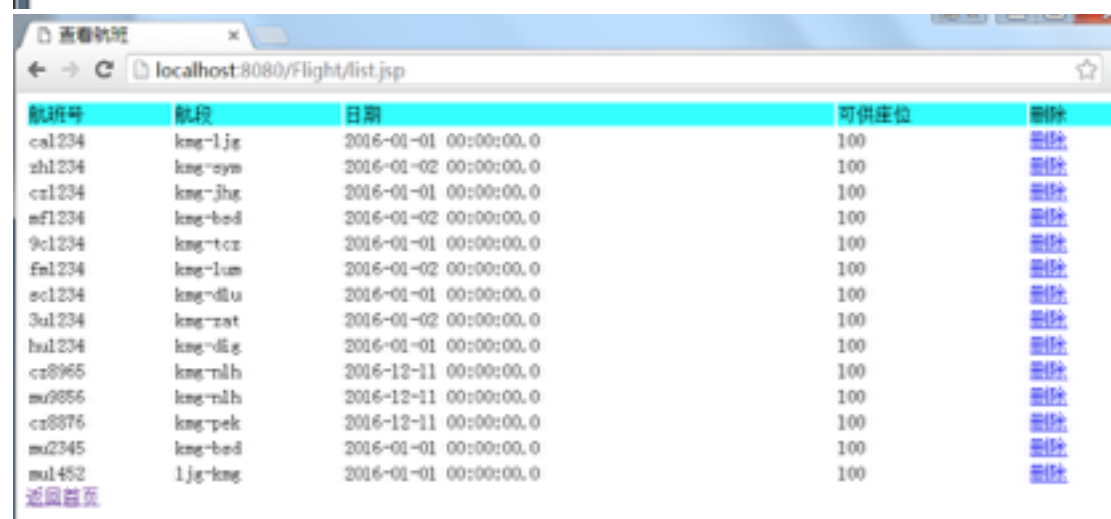 查看航班
localhost:8080/Flight/list.jsp
航班号 航段 日期 可供座位 删除
ca1234 kmg-ljg 2016-01-01 00:00:00.0 100 删除
zh1234 kmg-sym 2016-01-02 00:00:00.0 100 删除
cz1234 kmg-jhg 2016-01-01 00:00:00.0 100 删除
mf1234 kmg-bsd 2016-01-02 00:00:00.0 100 删除
9c1234 kmg-tcz 2016-01-01 00:00:00.0 100 删除
fm1234 kmg-lum 2016-01-02 00:00:00.0 100 删除
sc1234 kmg-dlu 2016-01-01 00:00:00.0 100 删除
3u1234 kmg-zat 2016-01-02 00:00:00.0 100 删除
hu1234 kmg-dig 2016-01-01 00:00:00.0 100 删除
cz8965 kmg-nlh 2016-12-11 00:00:00.0 100 删除
mu9856 kmg-nlh 2016-12-11 00:00:00.0 100 删除
cz8876 kmg-pek 2016-12-11 00:00:00.0 100 删除
mu2345 kmg-bsd 2016-01-01 00:00:00.0 100 删除
mu1452 ljg-kmg 2016-01-01 00:00:00.0 100 删除
返回首页